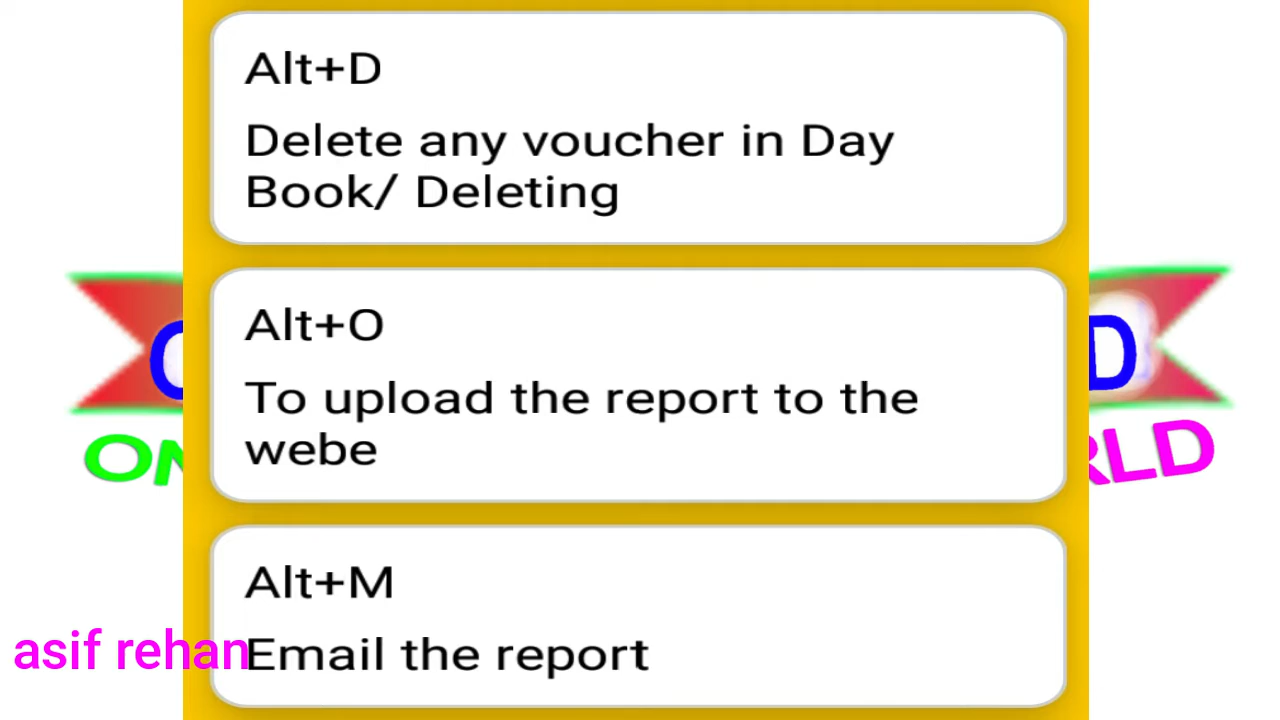 Alt+D
Delete any voucher in Day
Book/ Deleting
Alt+O
To upload the report to the
webe
Alt+M
Email the report
asif rehan